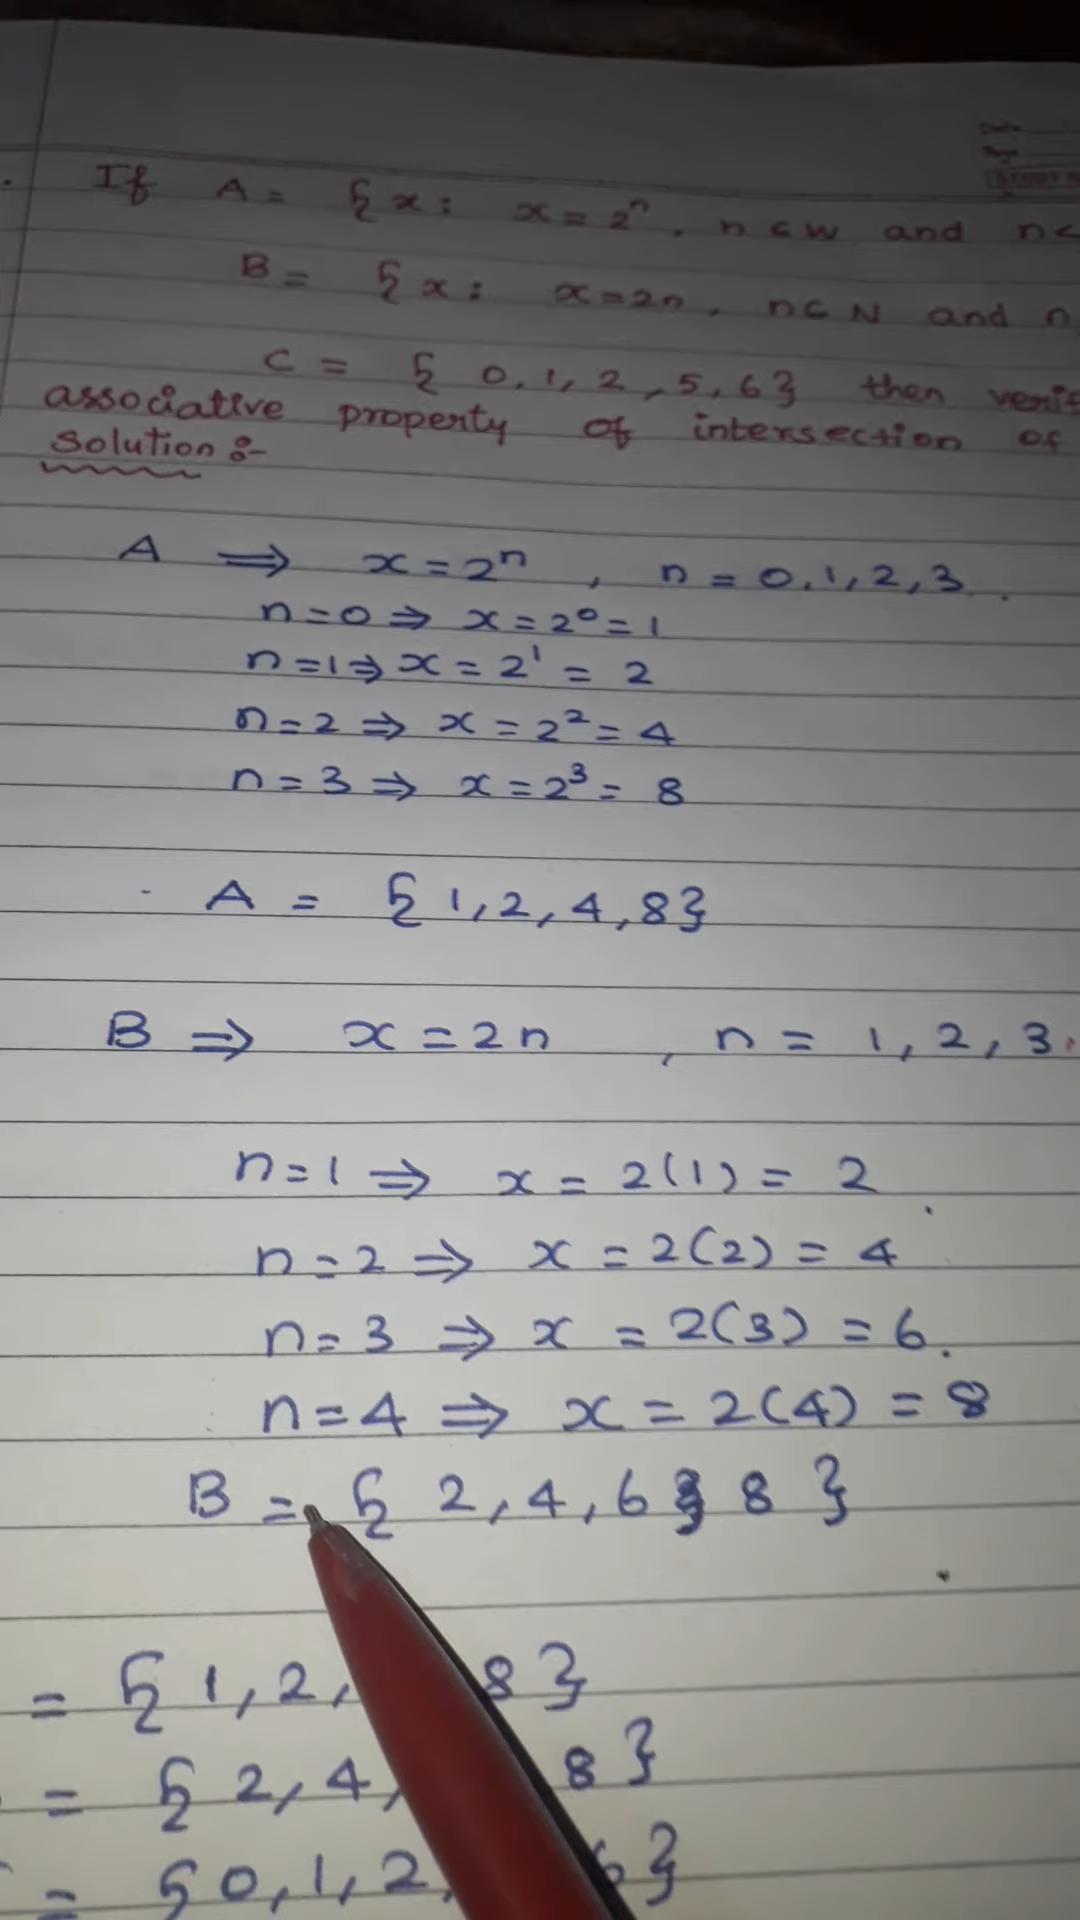 If A = {x : x = 2ⁿ, n ∈ W and n <
B = {x : x = 2n, n ∈ N and n
C = { 0, 1, 2, 5, 6} then
associative property of intersection of
Solution :-
A ⇒ x = 2ⁿ , n = 0, 1, 2, 3.
n = 0 ⇒ x = 2⁰ = 1
n = 1 ⇒ x = 2¹ = 2
n = 2 ⇒ x = 2² = 4
n = 3 ⇒ x = 2³ = 8
A = { 1, 2, 4, 8}
B ⇒ x = 2n , n = 1, 2, 3
n = 1 ⇒ x = 2(1) = 2
n = 2 ⇒ x = 2(2) = 4
n = 3 ⇒ x = 2(3) = 6.
n = 4 ⇒ x = 2(4) = 8
B = { 2, 4, 6 8 }
= { 1, 2, 8 }
= { 2, 4, 8 }
= { 0, 1, 2, 6 }